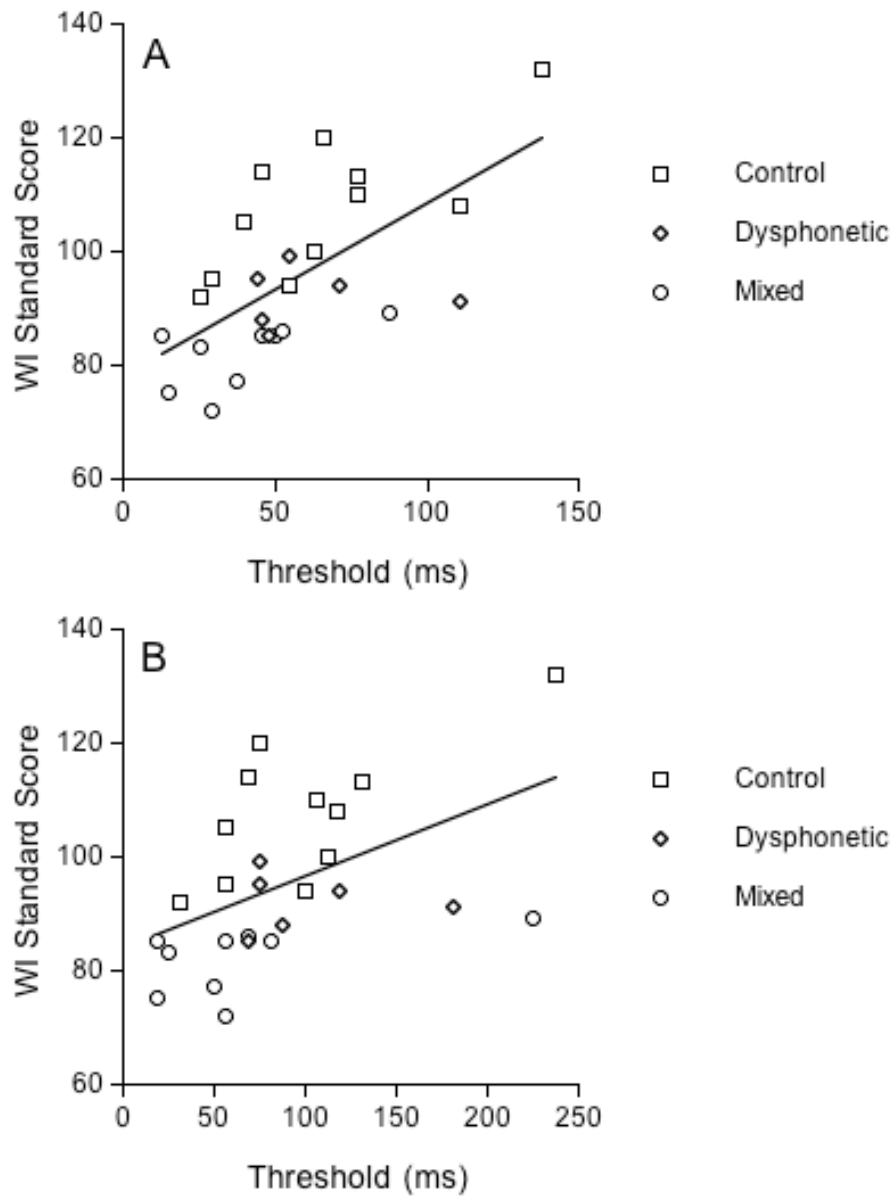 A
140
120
100
80
60
WI Standard Score
0 50 100 150
Threshold (ms)
Control
Dysphonetic
Mixed
B
140
120
100
80
60
WI Standard Score
0 50 100 150 200 250
Threshold (ms)
Control
Dysphonetic
Mixed